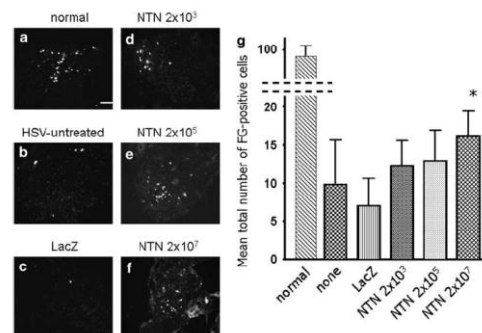 normal
NTN 2x10³
a
d
HSV-untreated
NTN 2x10⁵
b
e
LacZ
NTN 2x10⁷
c
f
g
Mean total number of FG-positive cells
100
20
15
10
5
0
*
normal
none
LacZ
NTN 2x10³
NTN 2x10⁵
NTN 2x10⁷